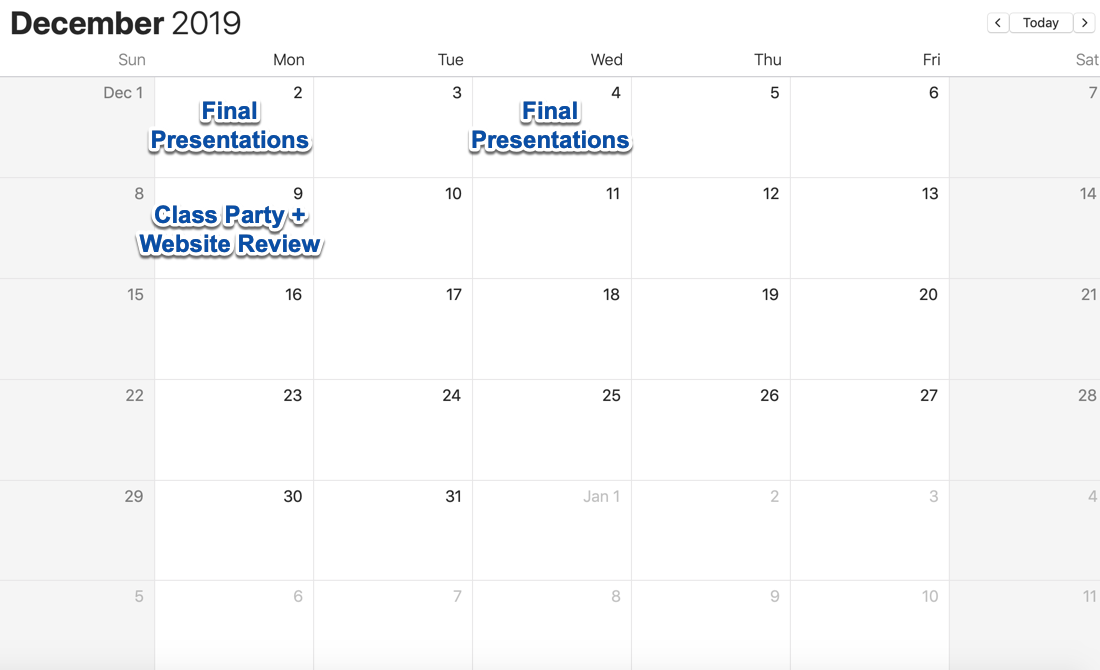 December 2019
< Today >
Sun Mon Tue Wed Thu Fri Sat
Dec 1 2 3 4 5 6 7
Final Presentations
Final Presentations
8 9 10 11 12 13 14
Class Party +
Website Review
15 16 17 18 19 20 21
22 23 24 25 26 27 28
29 30 31 Jan 1 2 3 4
5 6 7 8 9 10 11